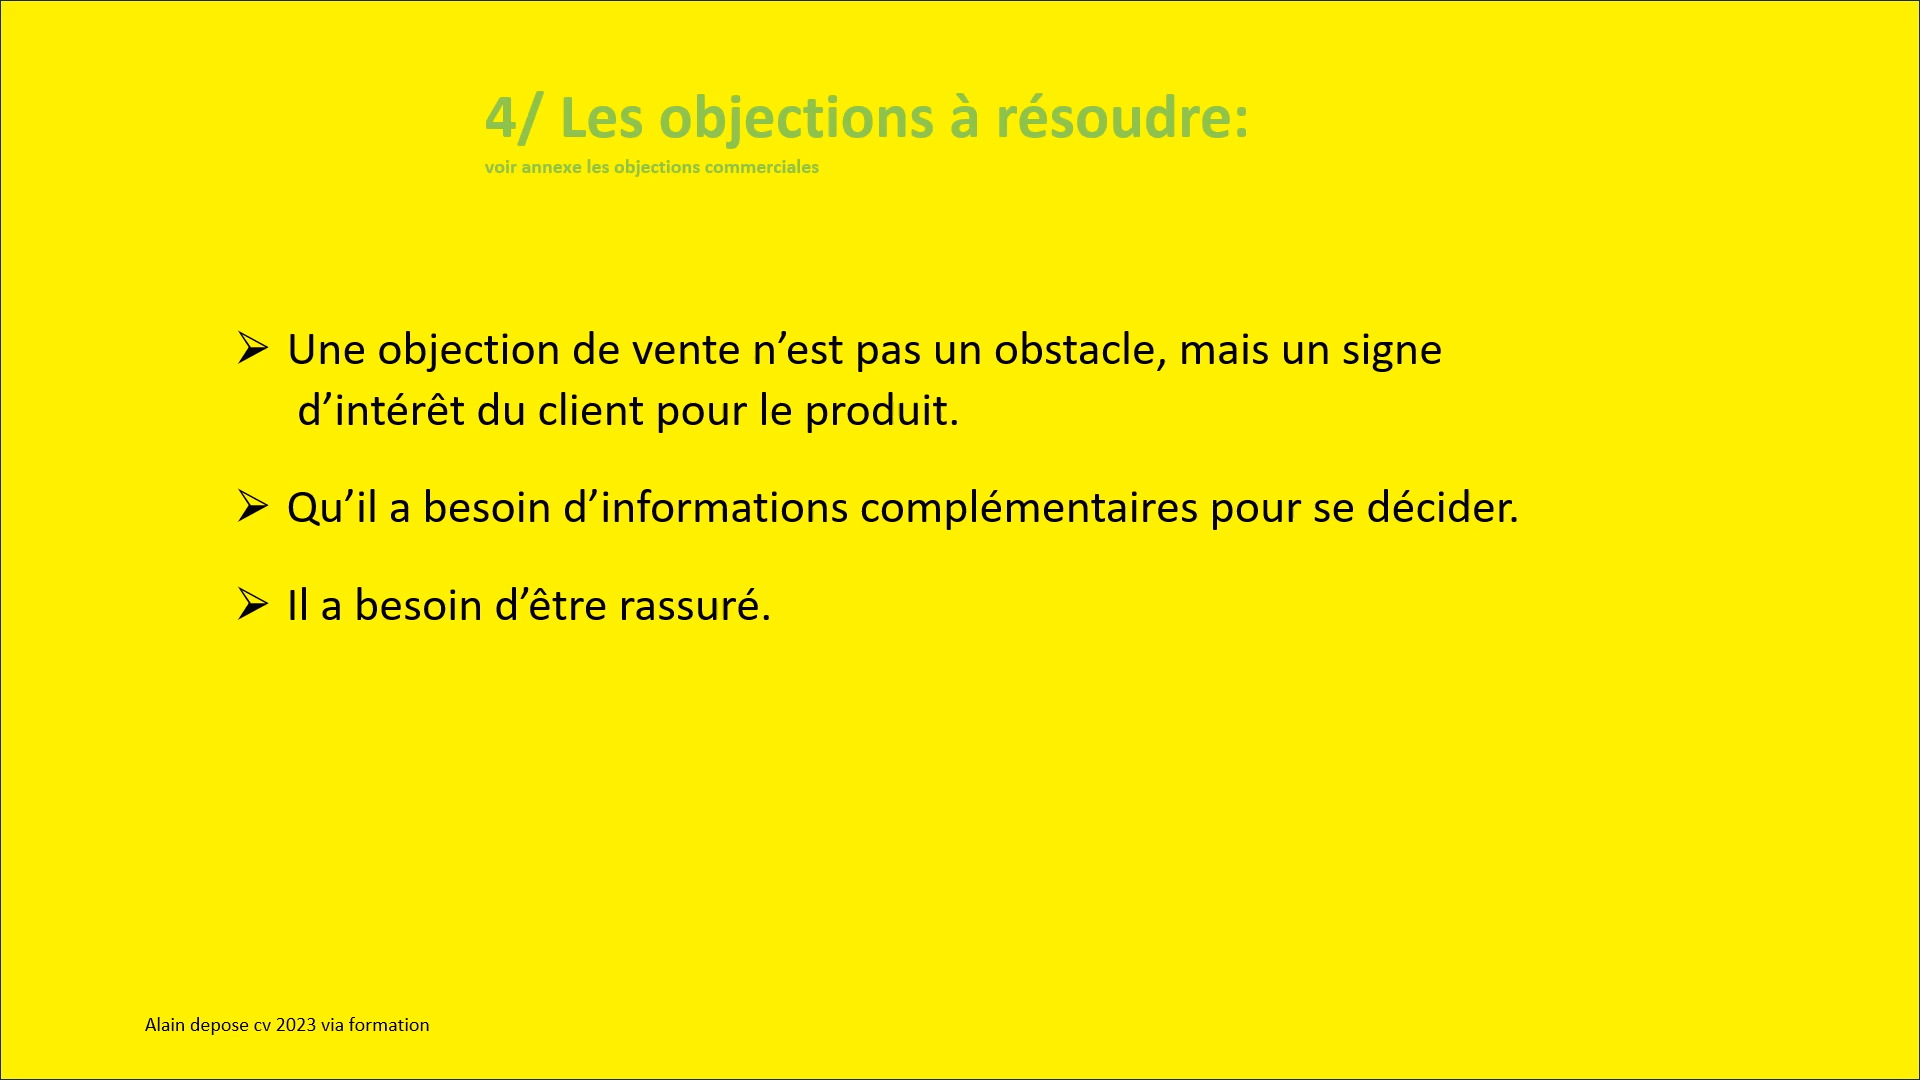 4/ Les objections à résoudre:
voir annexe les objections commerciales
➢ Une objection de vente n’est pas un obstacle, mais un signe
d’intérêt du client pour le produit.
➢ Qu’il a besoin d’informations complémentaires pour se décider.
➢ Il a besoin d’être rassuré.
Alain depose cv 2023 via formation